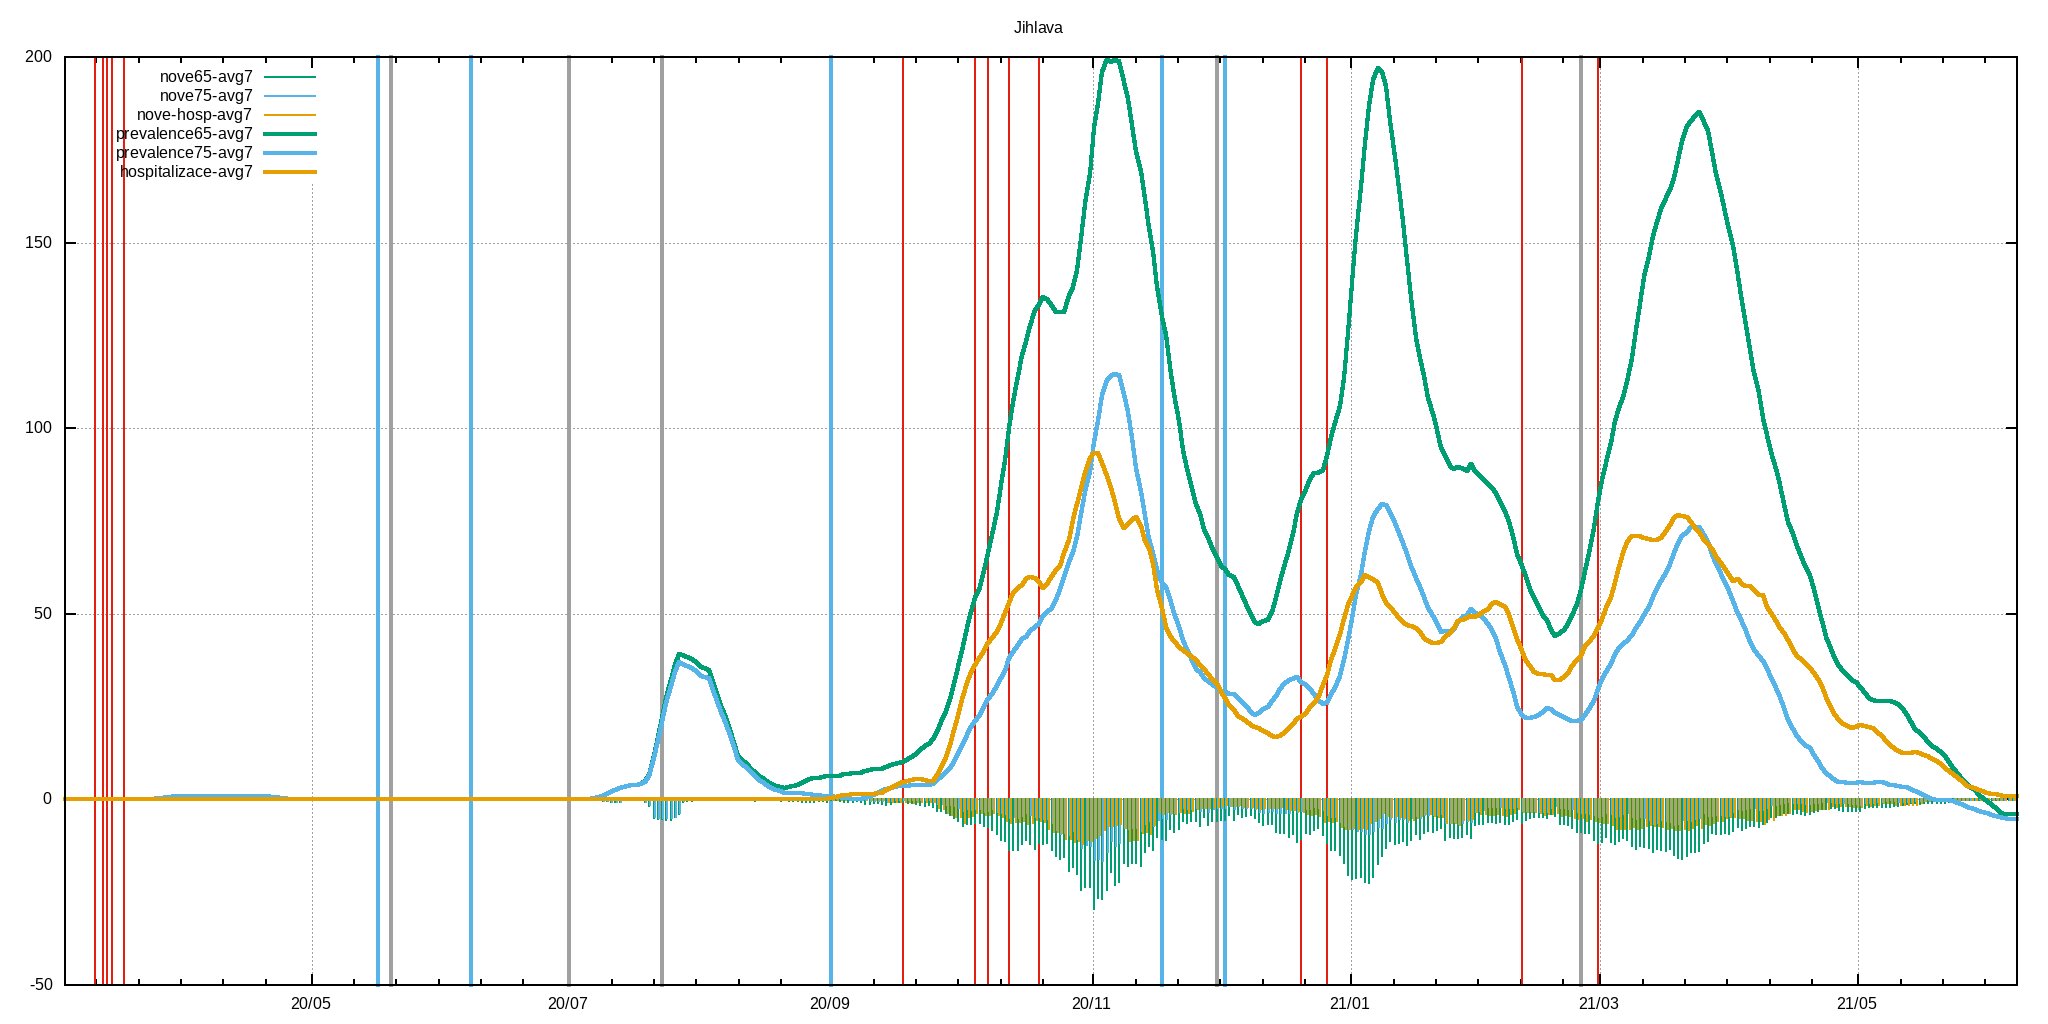 Jihlava
200
nove65-avg7
nove75-avg7
nove-hosp-avg7
prevalence65-avg7
prevalence75-avg7
hospitalizace-avg7
150
100
50
0
-50
20/05 20/07 20/09 20/11 21/01 21/03 21/05